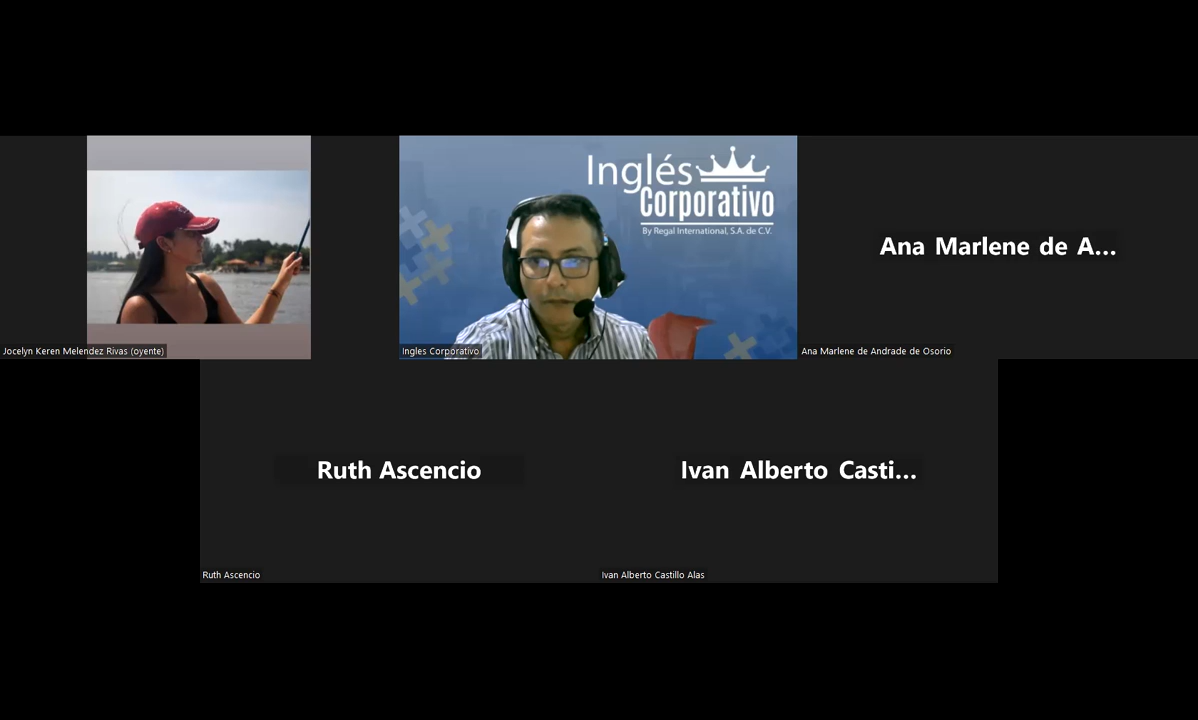 Inglés
Corporativo
By Regal International, S.A. de C.V.
Ana Marlene de A...
Jocelyn Keren Melendez Rivas (oyente)
Ingles Corporativo
Ana Marlene de Andrade de Osorio
Ruth Ascencio
Ivan Alberto Casti...
Ruth Ascencio
Ivan Alberto Castillo Alas